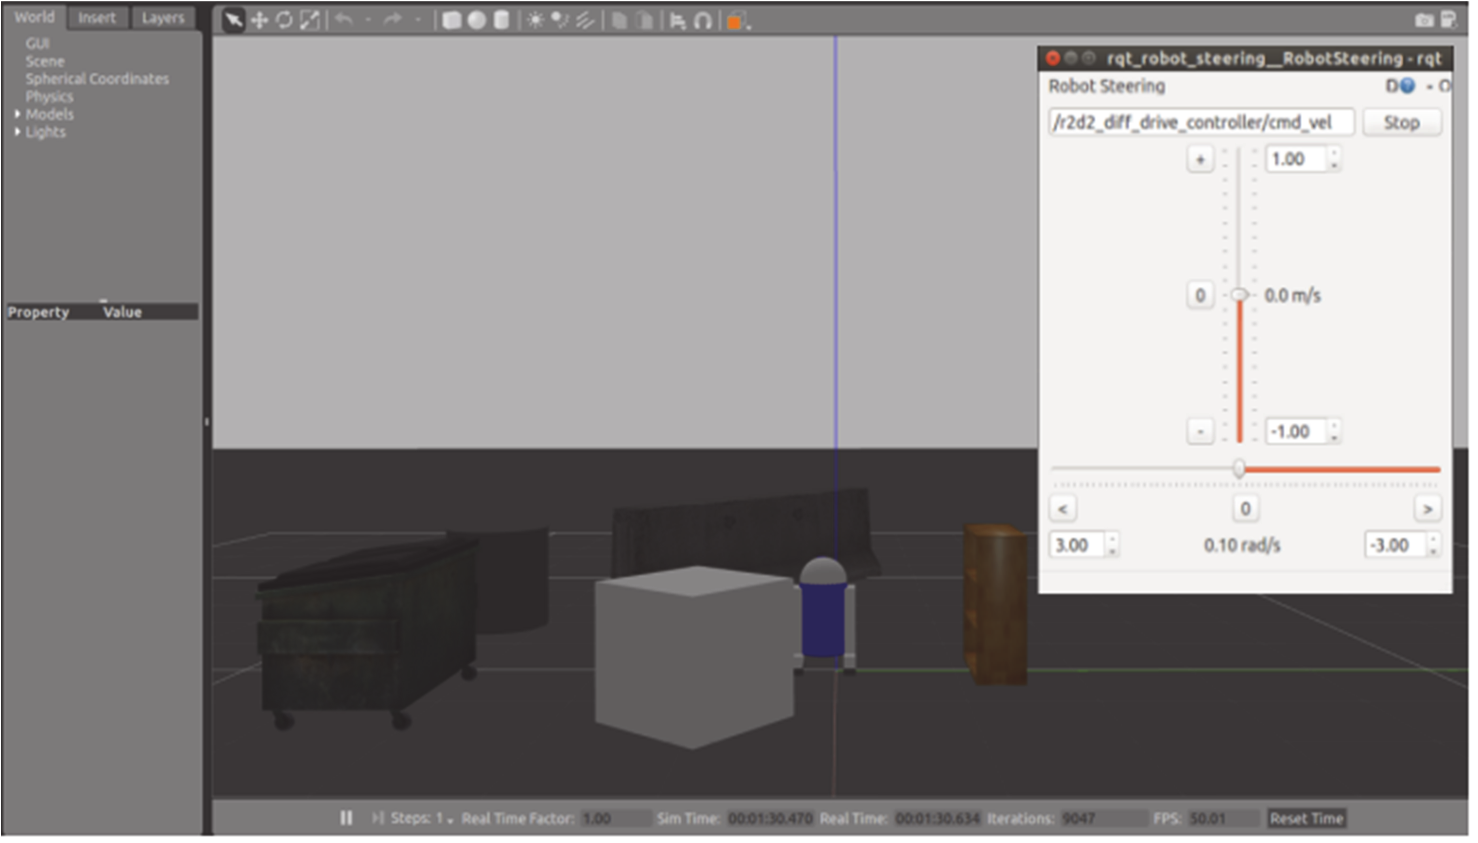 World Insert Layers
GUI
Scene
Spherical Coordinates
Physics
Models
Lights
Property Value
rqt_robot_steering__RobotSteering - rqt
Robot Steering D - O
/r2d2_diff_drive_controller/cmd_vel Stop
+ 1.00
0 0.0 m/s
- -1.00
< 0 >
3.00 0.10 rad/s -3.00
Steps: 1 Real Time Factor: 1.00 Sim Time: 00:01:30.470 Real Time: 00:01:30.634 Iterations: 9047 FPS: 50.01 Reset Time